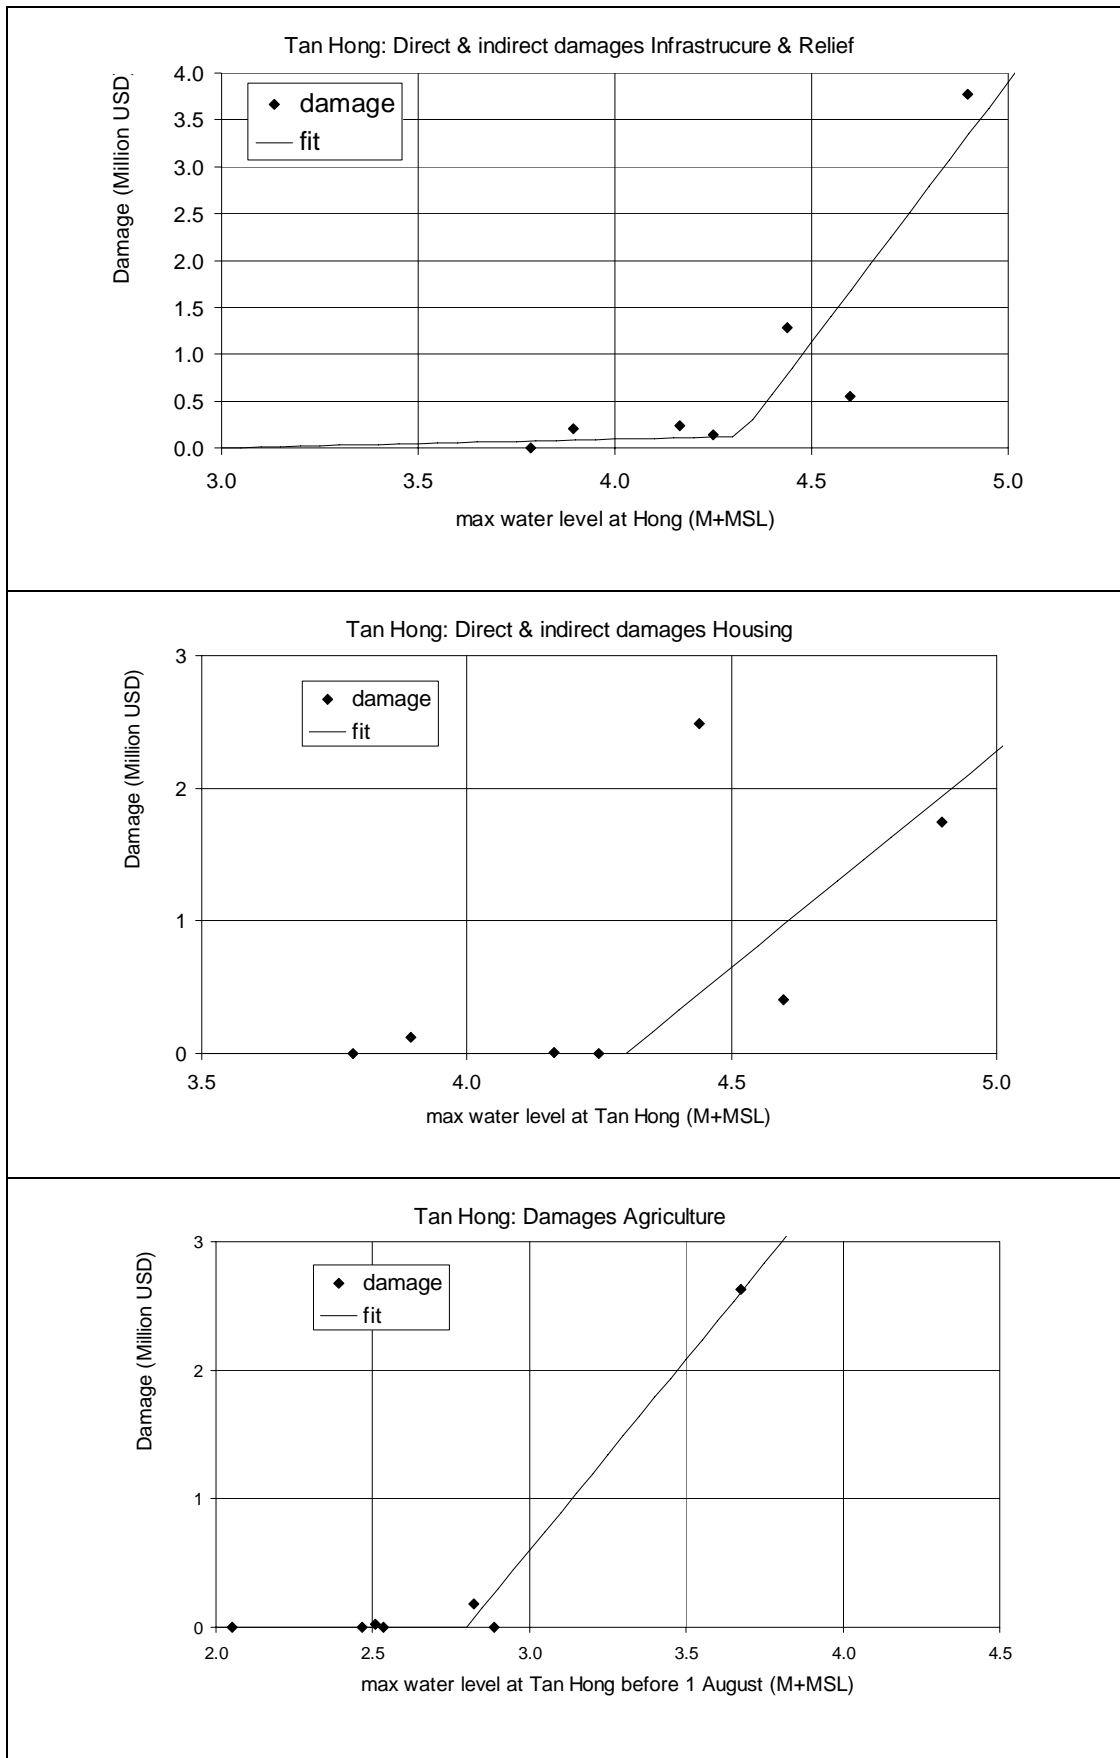 Tan Hong: Direct & indirect damages Infrastrucure & Relief
Damage (Million USD)
4.0
3.5
3.0
2.5
2.0
1.5
1.0
0.5
0.0
damage
fit
3.0 3.5 4.0 4.5 5.0
max water level at Hong (M+MSL)
Tan Hong: Direct & indirect damages Housing
Damage (Million USD)
3
2
1
0
damage
fit
3.5 4.0 4.5 5.0
max water level at Tan Hong (M+MSL)
Tan Hong: Damages Agriculture
Damage (Million USD)
3
2
1
0
damage
fit
2.0 2.5 3.0 3.5 4.0 4.5
max water level at Tan Hong before 1 August (M+MSL)